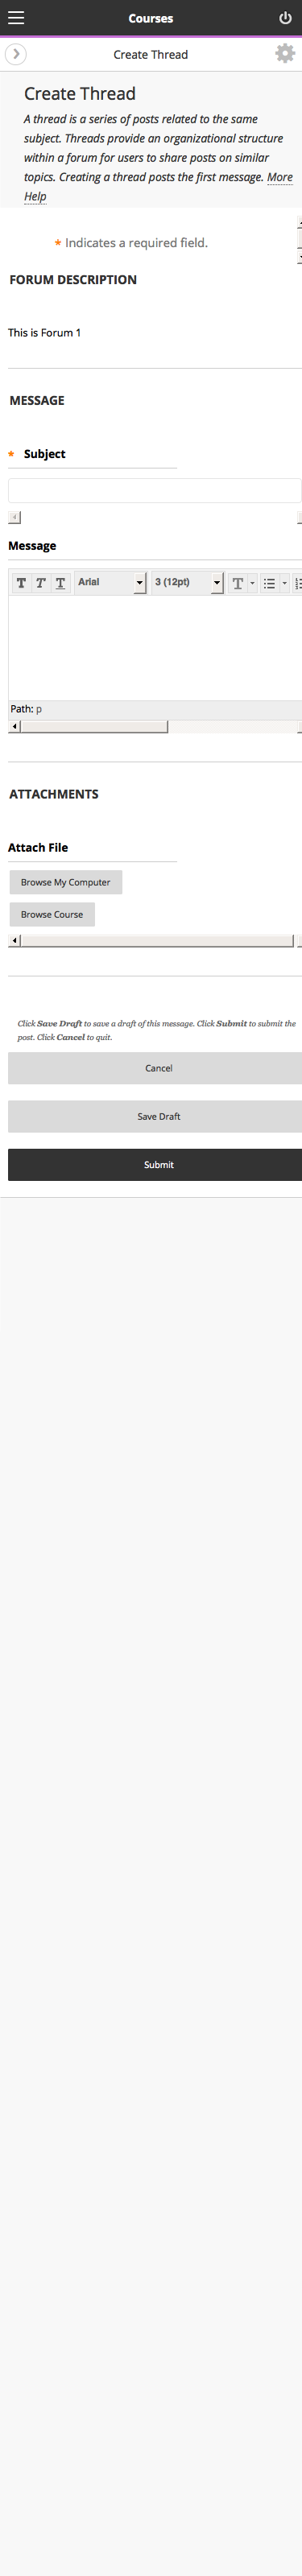 Courses
Create Thread
Create Thread
A thread is a series of posts related to the same
subject. Threads provide an organizational structure
within a forum for users to share posts on similar
topics. Creating a thread posts the first message. More
Help
* Indicates a required field.
FORUM DESCRIPTION
This is Forum 1
MESSAGE
* Subject
Message
T T T Arial 3 (12pt) T
Path: p
ATTACHMENTS
Attach File
Browse My Computer
Browse Course
Click Save Draft to save a draft of this message. Click Submit to submit the
post. Click Cancel to quit.
Cancel
Save Draft
Submit